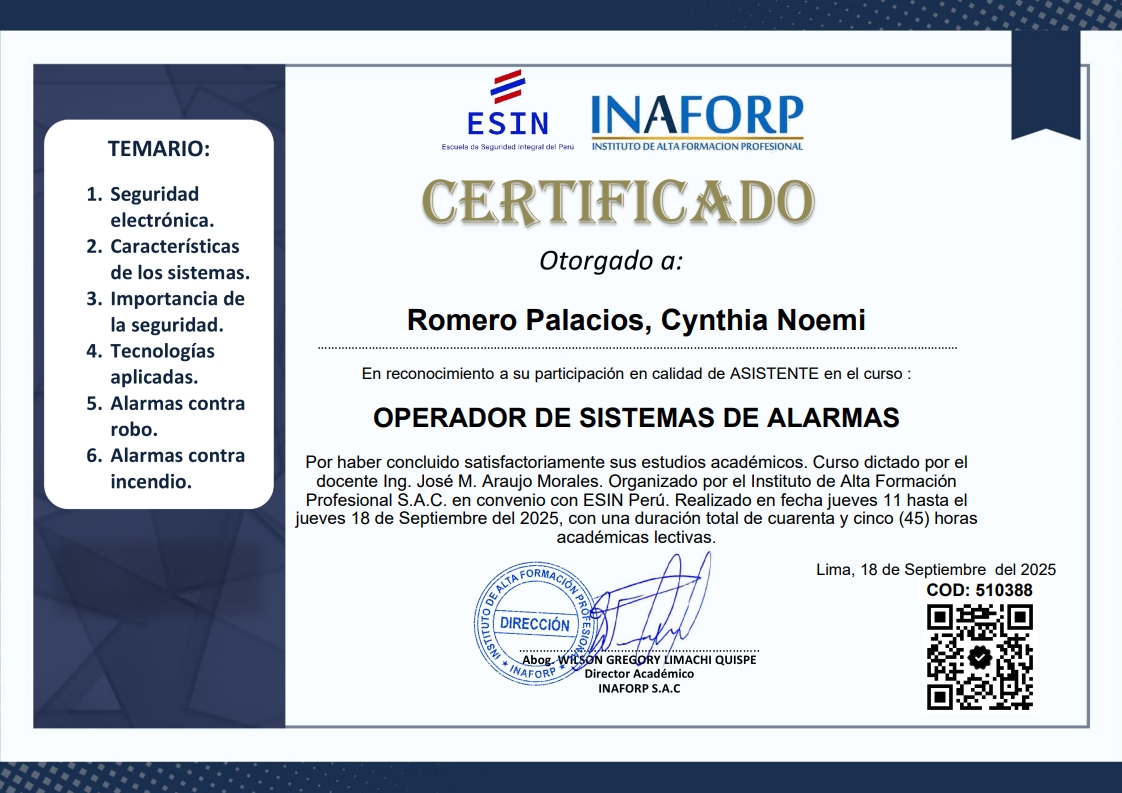 TEMARIO:
1. Seguridad
electrónica.
2. Características
de los sistemas.
3. Importancia de
la seguridad.
4. Tecnologías
aplicadas.
5. Alarmas contra
robo.
6. Alarmas contra
incendio.
ESIN
Escuela de Seguridad Integral del Perú
INAFORP
INSTITUTO DE ALTA FORMACION PROFESIONAL
CERTIFICADO
Otorgado a:
Romero Palacios, Cynthia Noemi
En reconocimiento a su participación en calidad de ASISTENTE en el curso :
OPERADOR DE SISTEMAS DE ALARMAS
Por haber concluido satisfactoriamente sus estudios académicos. Curso dictado por el
docente Ing. José M. Araujo Morales. Organizado por el Instituto de Alta Formación
Profesional S.A.C. en convenio con ESIN Perú. Realizado en fecha jueves 11 hasta el
jueves 18 de Septiembre del 2025, con una duración total de cuarenta y cinco (45) horas
académicas lectivas.
Lima, 18 de Septiembre del 2025
COD: 510388
INSTITUTO DE ALTA FORMACIÓN PROFESIONAL
DIRECCIÓN
★ INAFORP ★
Abog. WILSON GREGORY LIMACHI QUISPE
Director Académico
INAFORP S.A.C